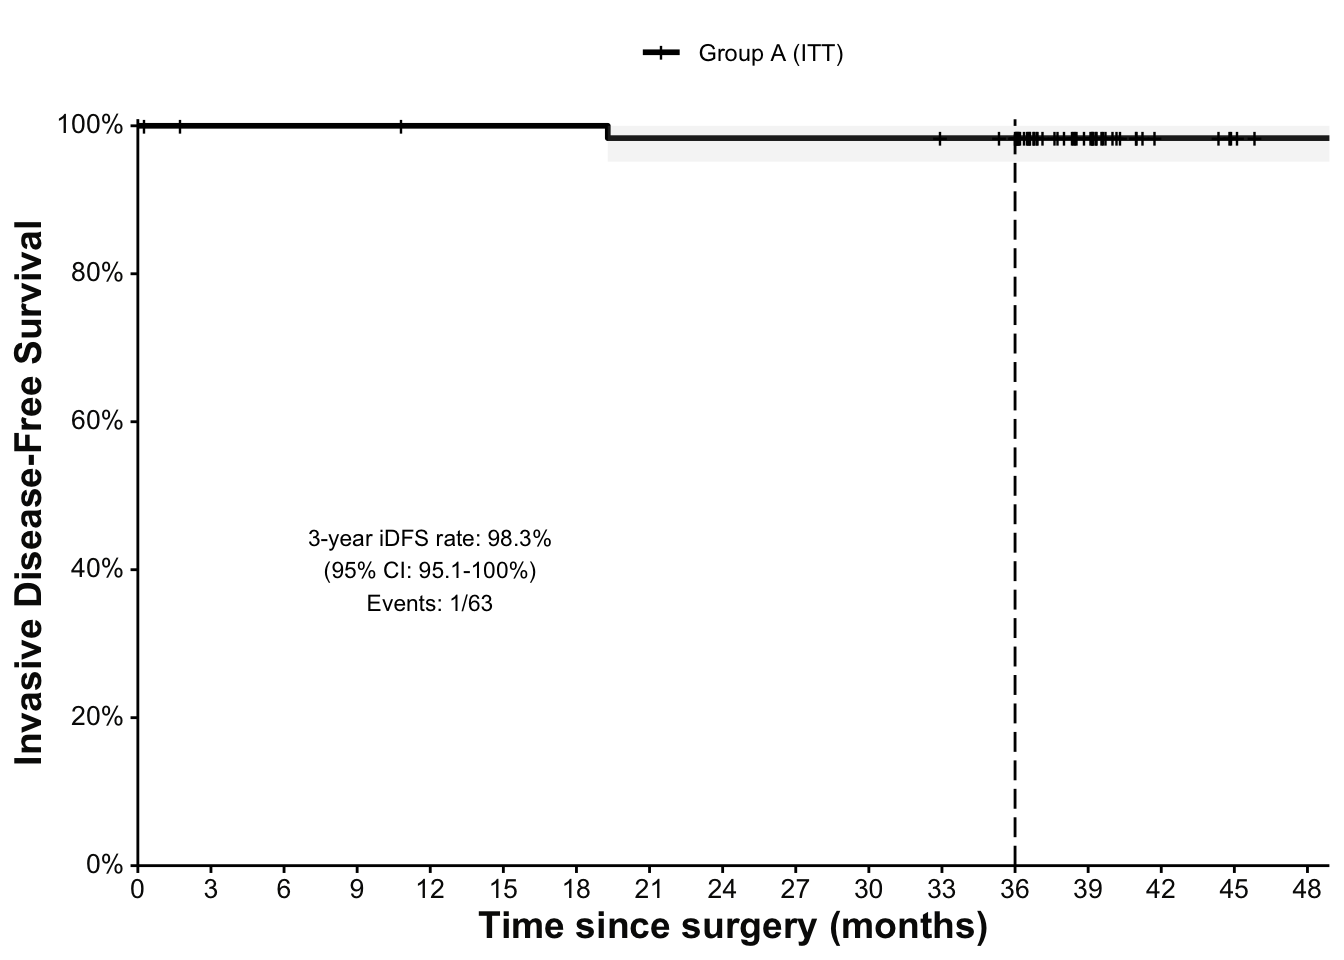 Group A (ITT)
100%
80%
60%
40%
20%
0%
Invasive Disease-Free Survival
3-year iDFS rate: 98.3%
(95% CI: 95.1-100%)
Events: 1/63
0 3 6 9 12 15 18 21 24 27 30 33 36 39 42 45 48
Time since surgery (months)